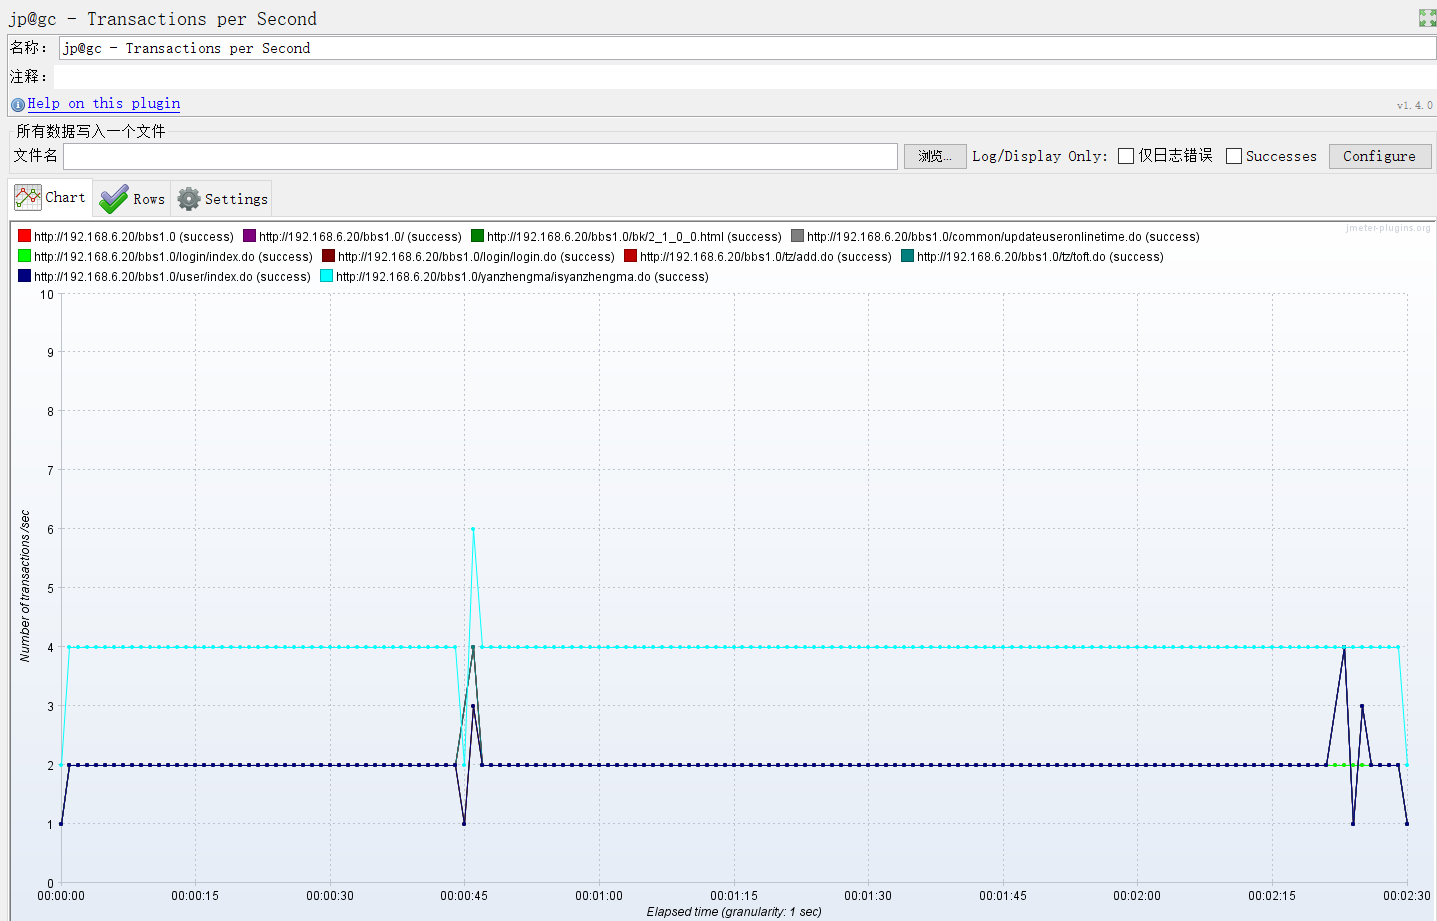 jp@gc - Transactions per Second
名称： jp@gc - Transactions per Second
注释：
Help on this plugin
v1.4.0
所有数据写入一个文件
文件名 浏览... Log/Display Only: 仅日志错误 Successes Configure
Chart Rows Settings
jmeter-plugins.org
http://192.168.6.20/bbs1.0 (success) http://192.168.6.20/bbs1.0/ (success) http://192.168.6.20/bbs1.0/bk/2_1_0_0.html (success) http://192.168.6.20/bbs1.0/common/updateuseronlinetime.do (success)
http://192.168.6.20/bbs1.0/login/index.do (success) http://192.168.6.20/bbs1.0/login/login.do (success) http://192.168.6.20/bbs1.0/tz/add.do (success) http://192.168.6.20/bbs1.0/tz/toft.do (success)
http://192.168.6.20/bbs1.0/user/index.do (success) http://192.168.6.20/bbs1.0/yanzhengma/isyanzhengma.do (success)
10
9
8
7
6
5
4
3
2
1
0
Number of transactions /sec
00:00:00 00:00:15 00:00:30 00:00:45 00:01:00 00:01:15 00:01:30 00:01:45 00:02:00 00:02:15 00:02:30
Elapsed time (granularity: 1 sec)